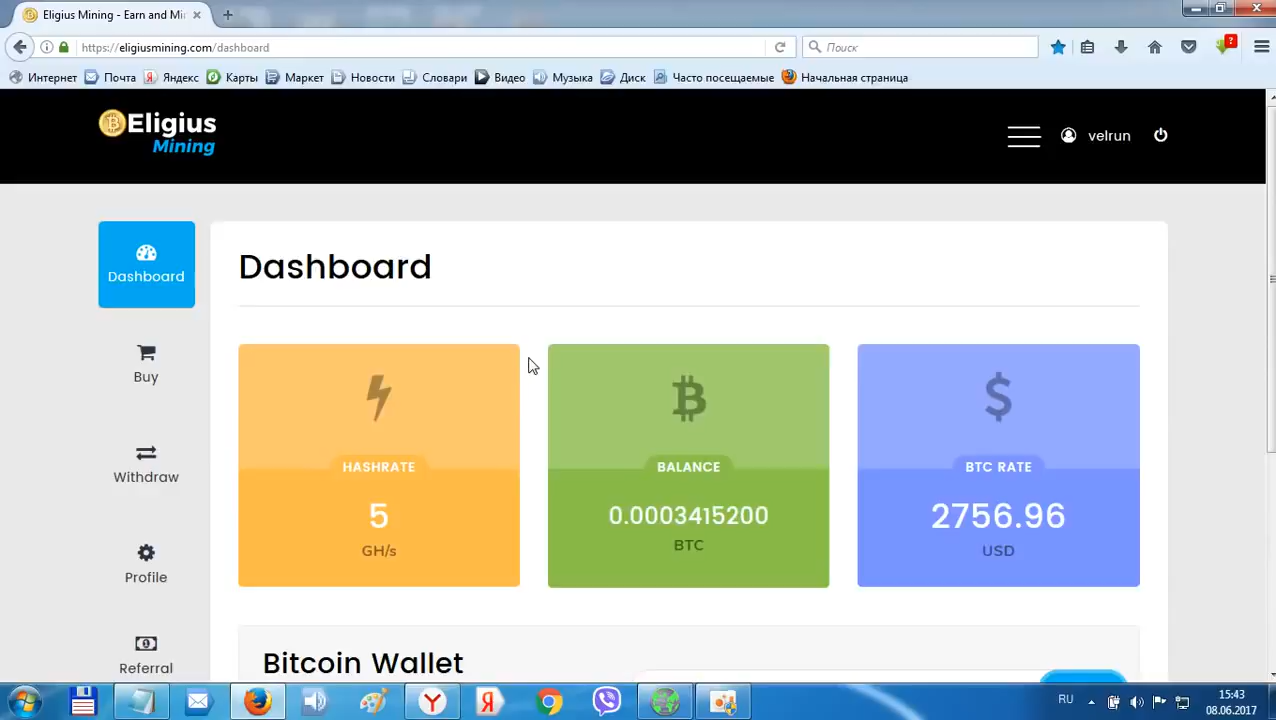 Eligius Mining - Earn and Mi
https://eligiusmining.com/dashboard
Поиск
?
Интернет Почта Яндекс Карты Маркет Новости Словари Видео Музыка Диск Часто посещаемые Начальная страница
Eligius
Mining
velrun
Dashboard
Buy
Withdraw
Profile
Referral
Dashboard
HASHRATE
5
GH/s
BALANCE
0.0003415200
BTC
BTC RATE
2756.96
USD
Bitcoin Wallet
RU
15:43
08.06.2017